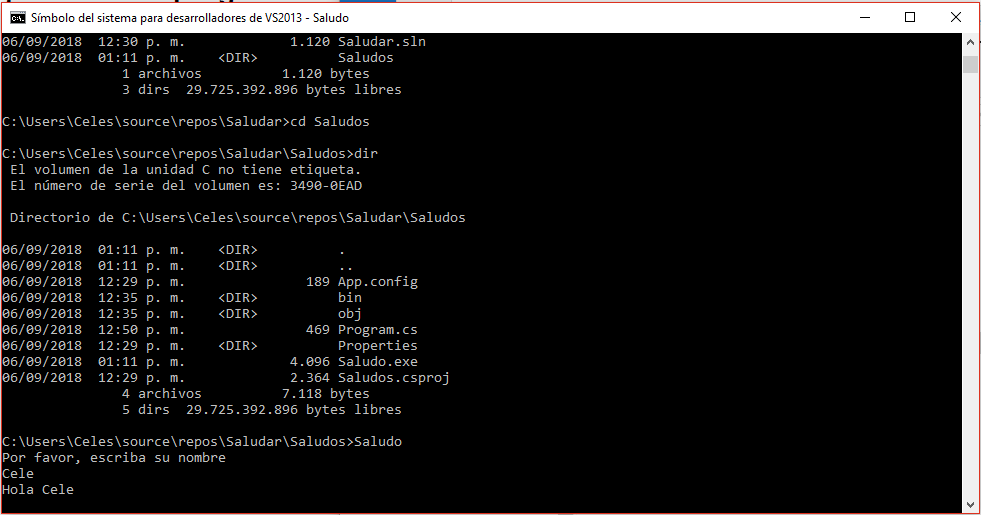 Símbolo del sistema para desarrolladores de VS2013 - Saludo
06/09/2018  12:30 p. m.             1.120 Saludar.sln
06/09/2018  01:11 p. m.    <DIR>          Saludos
               1 archivos          1.120 bytes
               3 dirs  29.725.392.896 bytes libres
C:\Users\Celes\source\repos\Saludar>cd Saludos
C:\Users\Celes\source\repos\Saludar\Saludos>dir
 El volumen de la unidad C no tiene etiqueta.
 El número de serie del volumen es: 3490-0EAD
 Directorio de C:\Users\Celes\source\repos\Saludar\Saludos
06/09/2018  01:11 p. m.    <DIR>          .
06/09/2018  01:11 p. m.    <DIR>          ..
06/09/2018  12:29 p. m.               189 App.config
06/09/2018  12:35 p. m.    <DIR>          bin
06/09/2018  12:35 p. m.    <DIR>          obj
06/09/2018  12:50 p. m.               469 Program.cs
06/09/2018  12:29 p. m.    <DIR>          Properties
06/09/2018  01:11 p. m.             4.096 Saludo.exe
06/09/2018  12:29 p. m.             2.364 Saludos.csproj
               4 archivos          7.118 bytes
               5 dirs  29.725.392.896 bytes libres
C:\Users\Celes\source\repos\Saludar\Saludos>Saludo
Por favor, escriba su nombre
Cele
Hola Cele